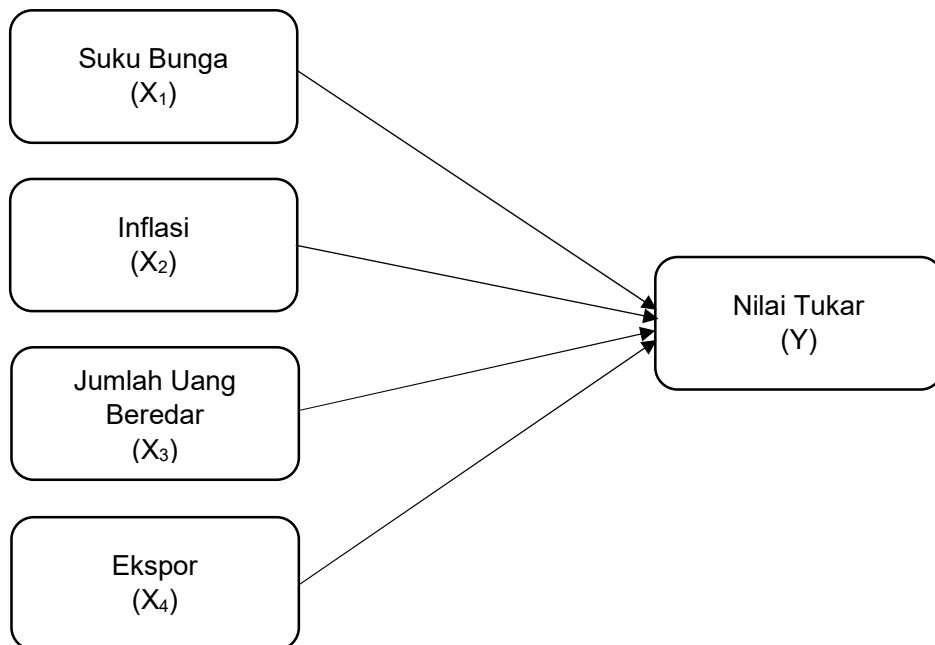 Suku Bunga
(X₁)
Inflasi
(X₂)
Jumlah Uang
Beredar
(X₃)
Ekspor
(X₄)
Nilai Tukar
(Y)